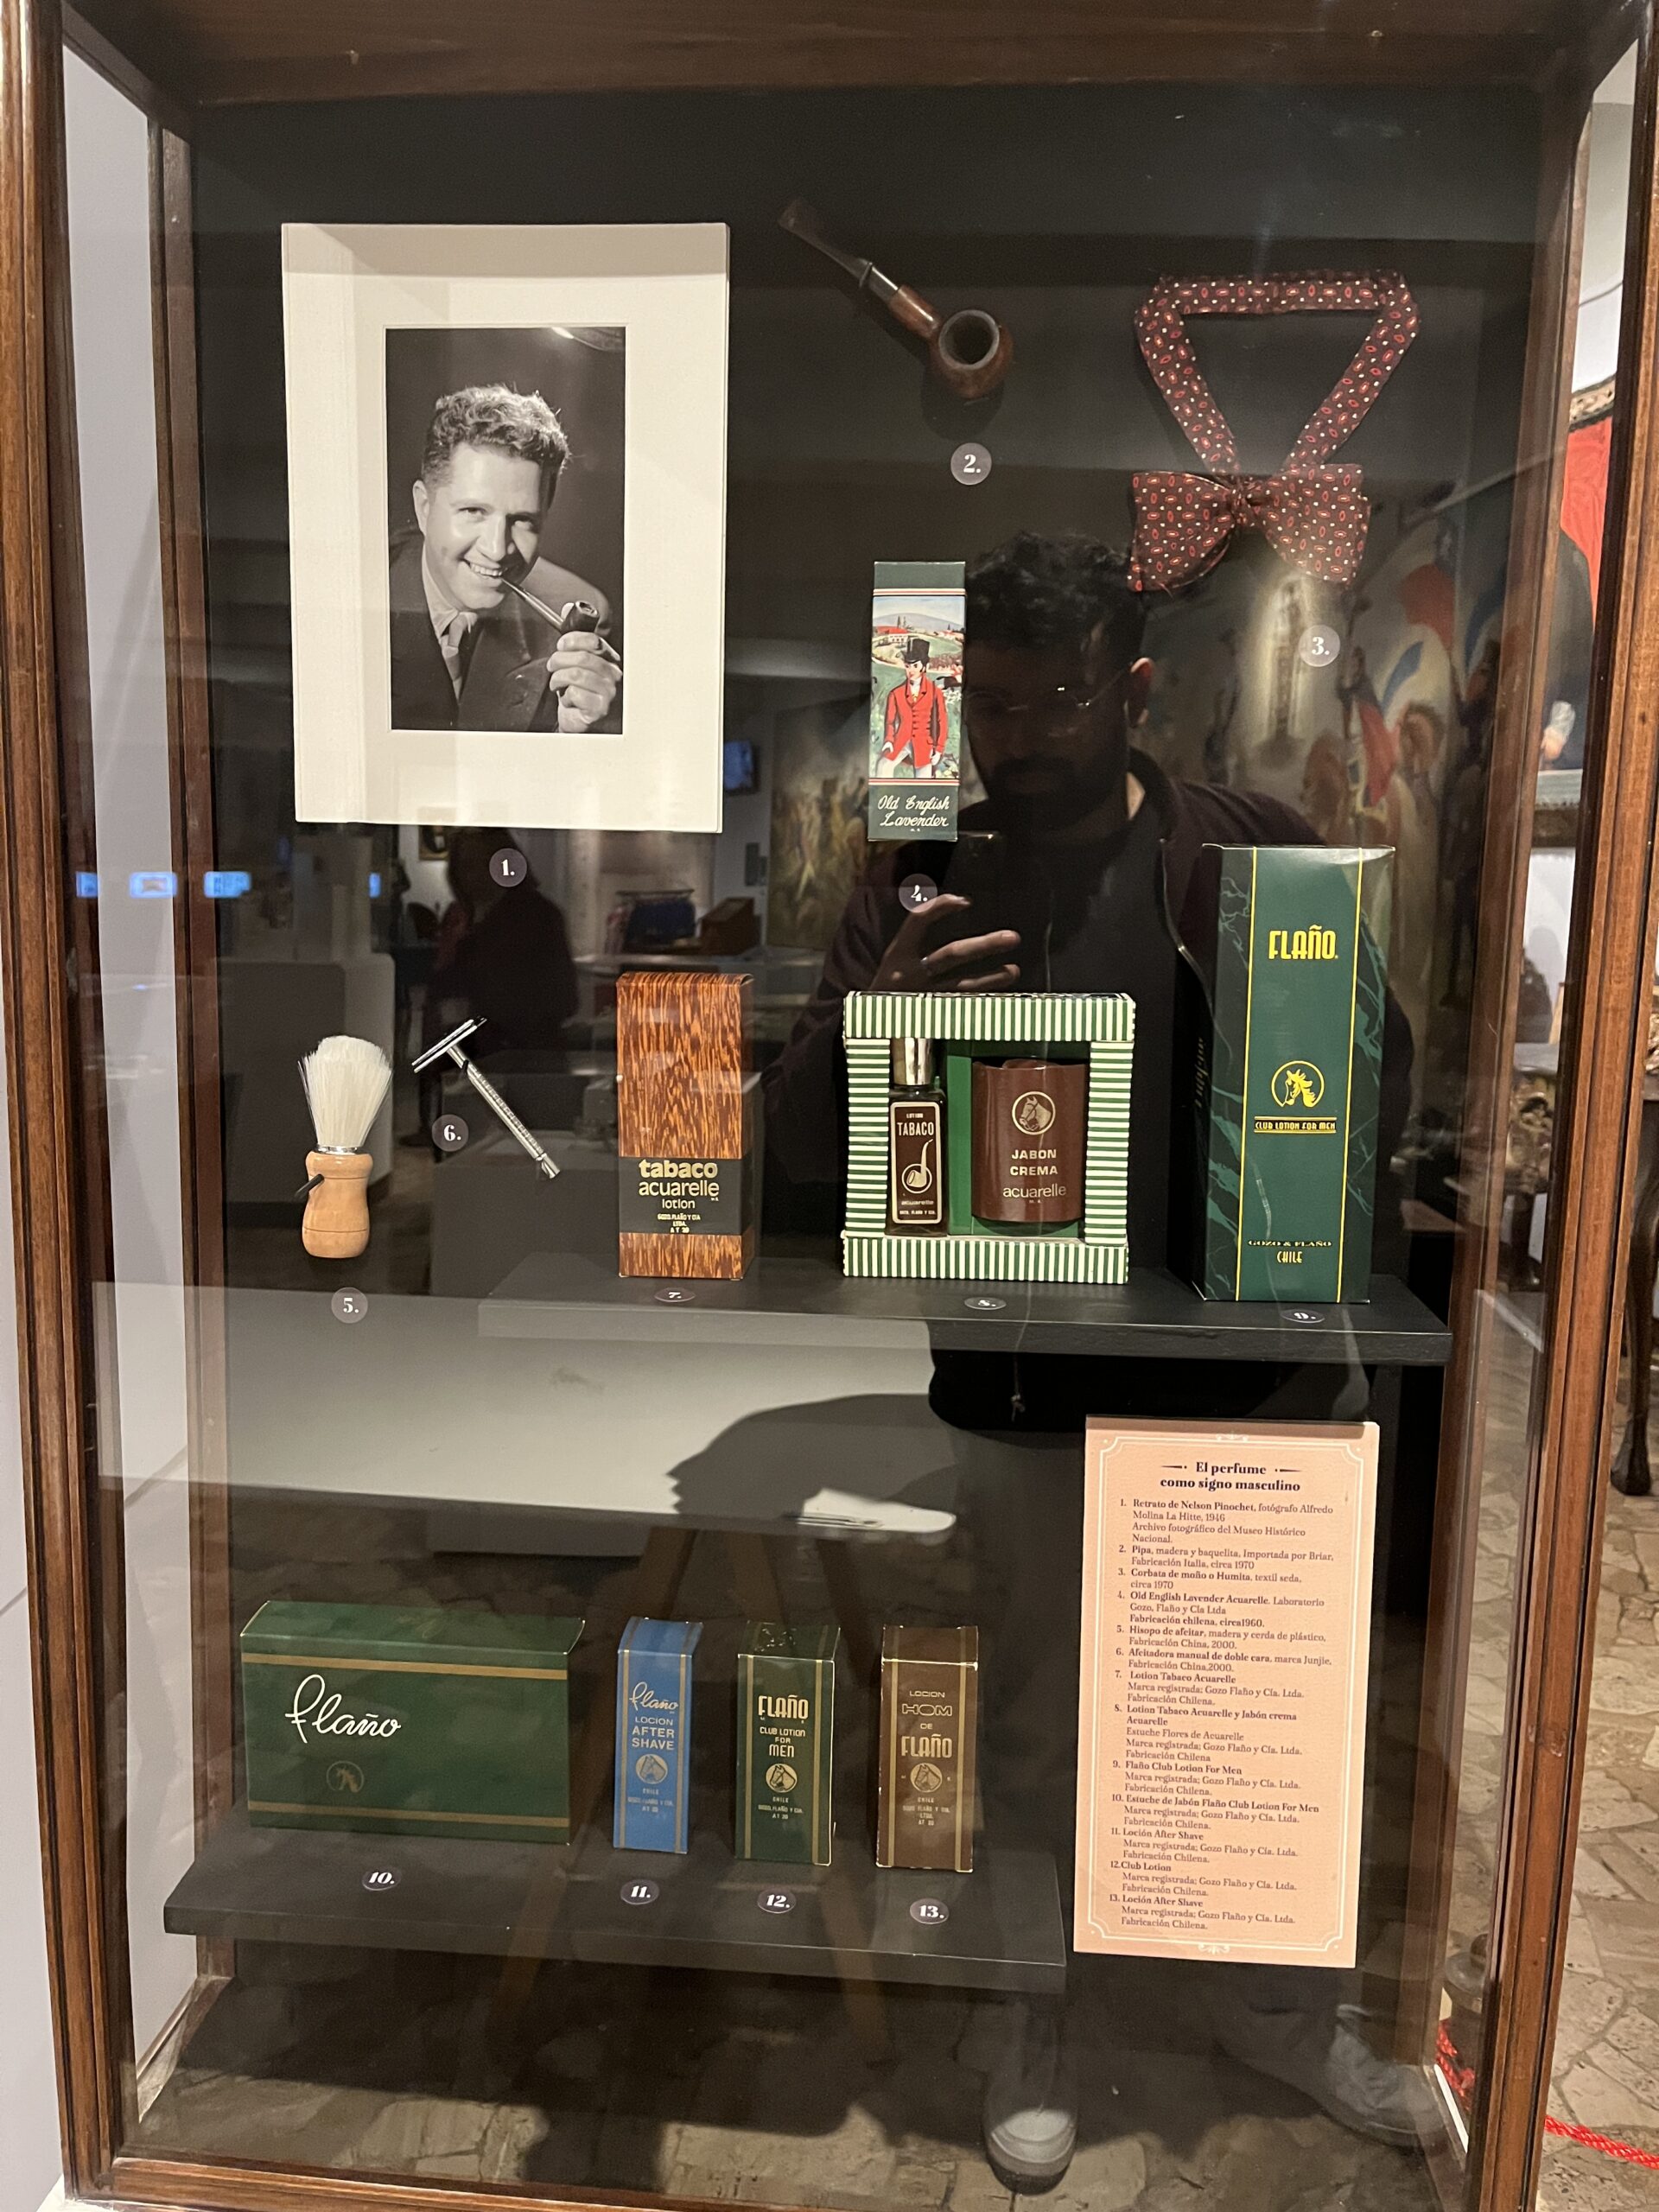 1.
2.
3.
Old English
Lavender
4.
5.
6.
tabaco
acuarelle
lotion
GOZO, FLAÑO Y CIA
LTDA.
7.
LOTION
TABACO
acuarelle
JABON
CREMA
acuarelle
8.
FLAÑO
CLUB LOTION FOR MEN
GOZO & FLAÑO
CHILE
9.
Flaño
10.
Flaño
LOCION
AFTER
SHAVE
CHILE
11.
FLAÑO
CLUB LOTION
FOR
MEN
CHILE
12.
LOCION
HOM
DE
FLAÑO
CHILE
13.
El perfume
como signo masculino
1. Retrato de Nelson Pinochet, fotógrafo Alfredo
Molina La Hitte, 1946
Archivo fotográfico del Museo Histórico
Nacional.
2. Pipa, madera y baquelita, Importada por Briar,
Fabricación Italia, circa 1970
3. Corbata de moño o Humita, textil seda,
circa 1970
4. Old English Lavender Acuarelle. Laboratorio
Gozo, Flaño y Cia Ltda
Fabricación chilena, circa1960.
5. Hisopo de afeitar, madera y cerda de plástico,
Fabricación China, 2000.
6. Afeitadora manual de doble cara, marca Junjie,
Fabricación China,2000.
7. Lotion Tabaco Acuarelle
Marca registrada; Gozo Flaño y Cía. Ltda.
Fabricación Chilena.
8. Lotion Tabaco Acuarelle y Jabón crema
Acuarelle
Estuche Flores de Acuarelle
Marca registrada; Gozo Flaño y Cía. Ltda.
Fabricación Chilena
9. Flaño Club Lotion For Men
Marca registrada; Gozo Flaño y Cía. Ltda.
Fabricación Chilena.
10. Estuche de Jabón Flaño Club Lotion For Men
Marca registrada; Gozo Flaño y Cía. Ltda.
Fabricación Chilena.
11. Loción After Shave
Marca registrada; Gozo Flaño y Cía. Ltda.
Fabricación Chilena.
12.Club Lotion
Marca registrada; Gozo Flaño y Cía. Ltda.
Fabricación Chilena.
13. Loción After Shave
Marca registrada; Gozo Flaño y Cía. Ltda.
Fabricación Chilena.